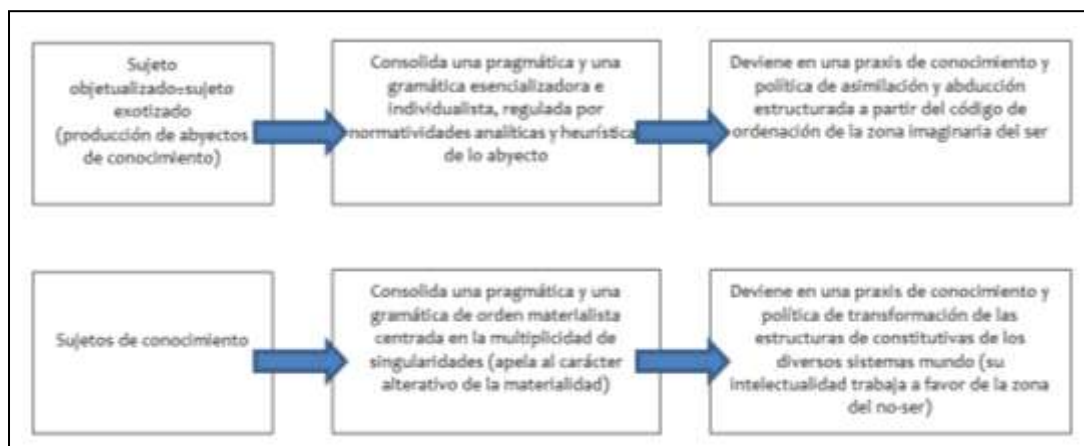 Sujeto
objetualizado=sujeto
exotizado
(producción de abyectos
de conocimiento)
Consolida una pragmática y una
gramática esencializadora e
individualista, regulada por
normatividades analíticas y heurística
de lo abyecto
Deviene en una praxis de conocimiento y
política de asimilación y abducción
estructurada a partir del código de
ordenación de la zona imaginaria del ser
Sujetos de conocimiento
Consolida una pragmática y una
gramática de orden materialista
centrada en la multiplicidad de
singularidades (apela al carácter
alterativo de la materialidad)
Deviene en una praxis de conocimiento y
política de transformación de las
estructuras de constitutivas de los
diversos sistemas mundo (su
intelectualidad trabaja a favor de la zona
del no-ser)